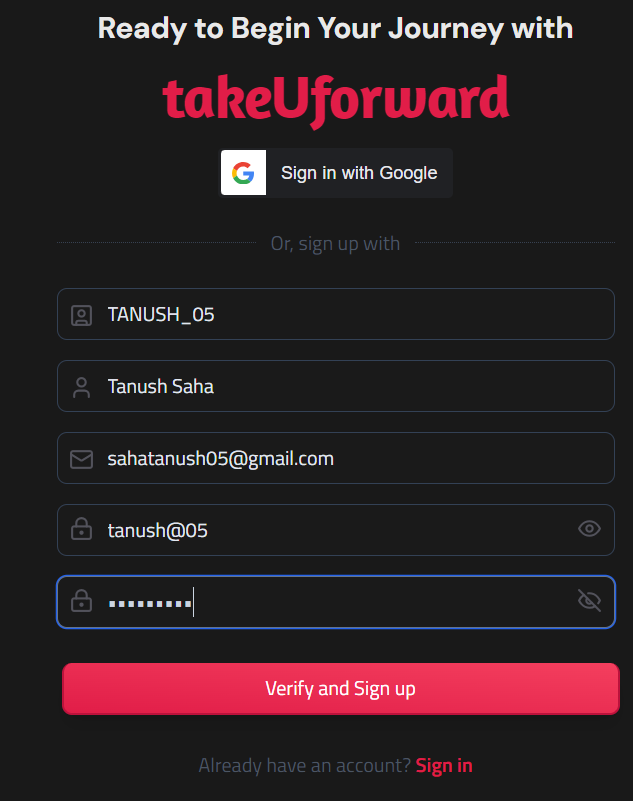 Ready to Begin Your Journey with
takeUforward
Sign in with Google
Or, sign up with
TANUSH_05
Tanush Saha
sahatanush05@gmail.com
tanush@05
▪▪▪▪▪▪▪▪▪
Verify and Sign up
Already have an account? Sign in